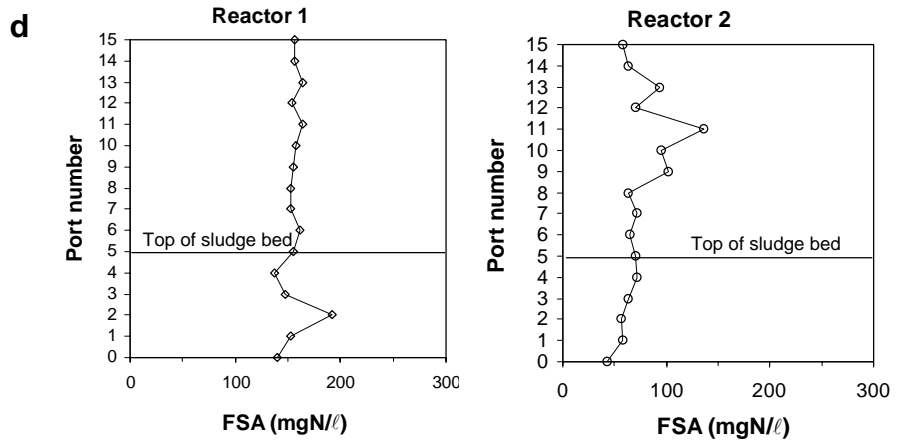 d
Reactor 1
Port number
15
14
13
12
11
10
9
8
7
6
5
4
3
2
1
0
Top of sludge bed
0 100 200 300
FSA (mgN/ℓ)
Reactor 2
Port number
15
14
13
12
11
10
9
8
7
6
5
4
3
2
1
0
Top of sludge bed
0 100 200 300
FSA (mgN/ℓ)